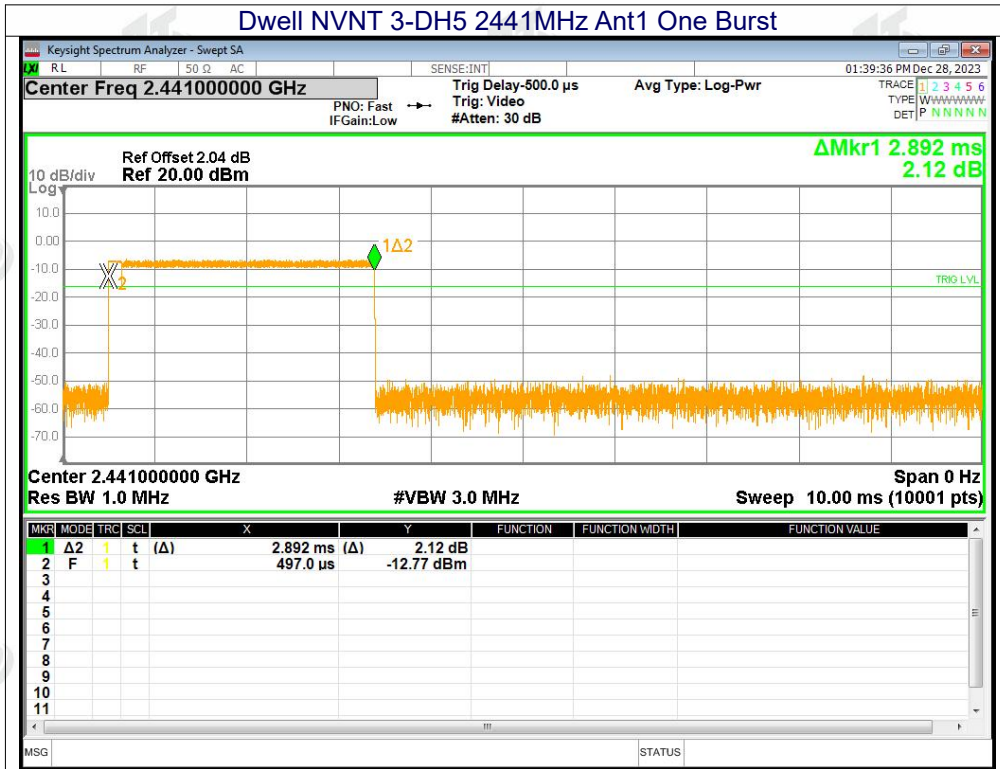 Dwell NVNT 3-DH5 2441MHz Ant1 One Burst
Keysight Spectrum Analyzer - Swept SA
LXI RL RF 50 Ω AC SENSE:INT 01:39:36 PM Dec 28, 2023
Center Freq 2.441000000 GHz
PNO: Fast
IFGain:Low
Trig Delay-500.0 µs
Trig: Video
#Atten: 30 dB
Avg Type: Log-Pwr
TRACE 1 2 3 4 5 6
TYPE WWWWWWW
DET P N N N N N
ΔMkr1 2.892 ms
2.12 dB
Ref Offset 2.04 dB
10 dB/div Ref 20.00 dBm
Log
10.0
0.00
1Δ2
-10.0
2
TRIG LVL
-20.0
-30.0
-40.0
-50.0
-60.0
-70.0
Center 2.441000000 GHz Span 0 Hz
Res BW 1.0 MHz #VBW 3.0 MHz Sweep 10.00 ms (10001 pts)
MKR MODE TRC SCL X Y FUNCTION FUNCTION WIDTH FUNCTION VALUE
1 Δ2 1 t (Δ) 2.892 ms (Δ) 2.12 dB
2 F 1 t 497.0 µs -12.77 dBm
3
4
5
6
7
8
9
10
11
MSG STATUS